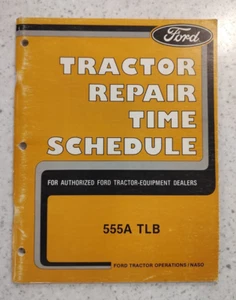 Ford
TRACTOR
REPAIR
TIME
SCHEDULE
FOR AUTHORIZED FORD TRACTOR-EQUIPMENT DEALERS
555A TLB
FORD TRACTOR OPERATIONS/NAGO